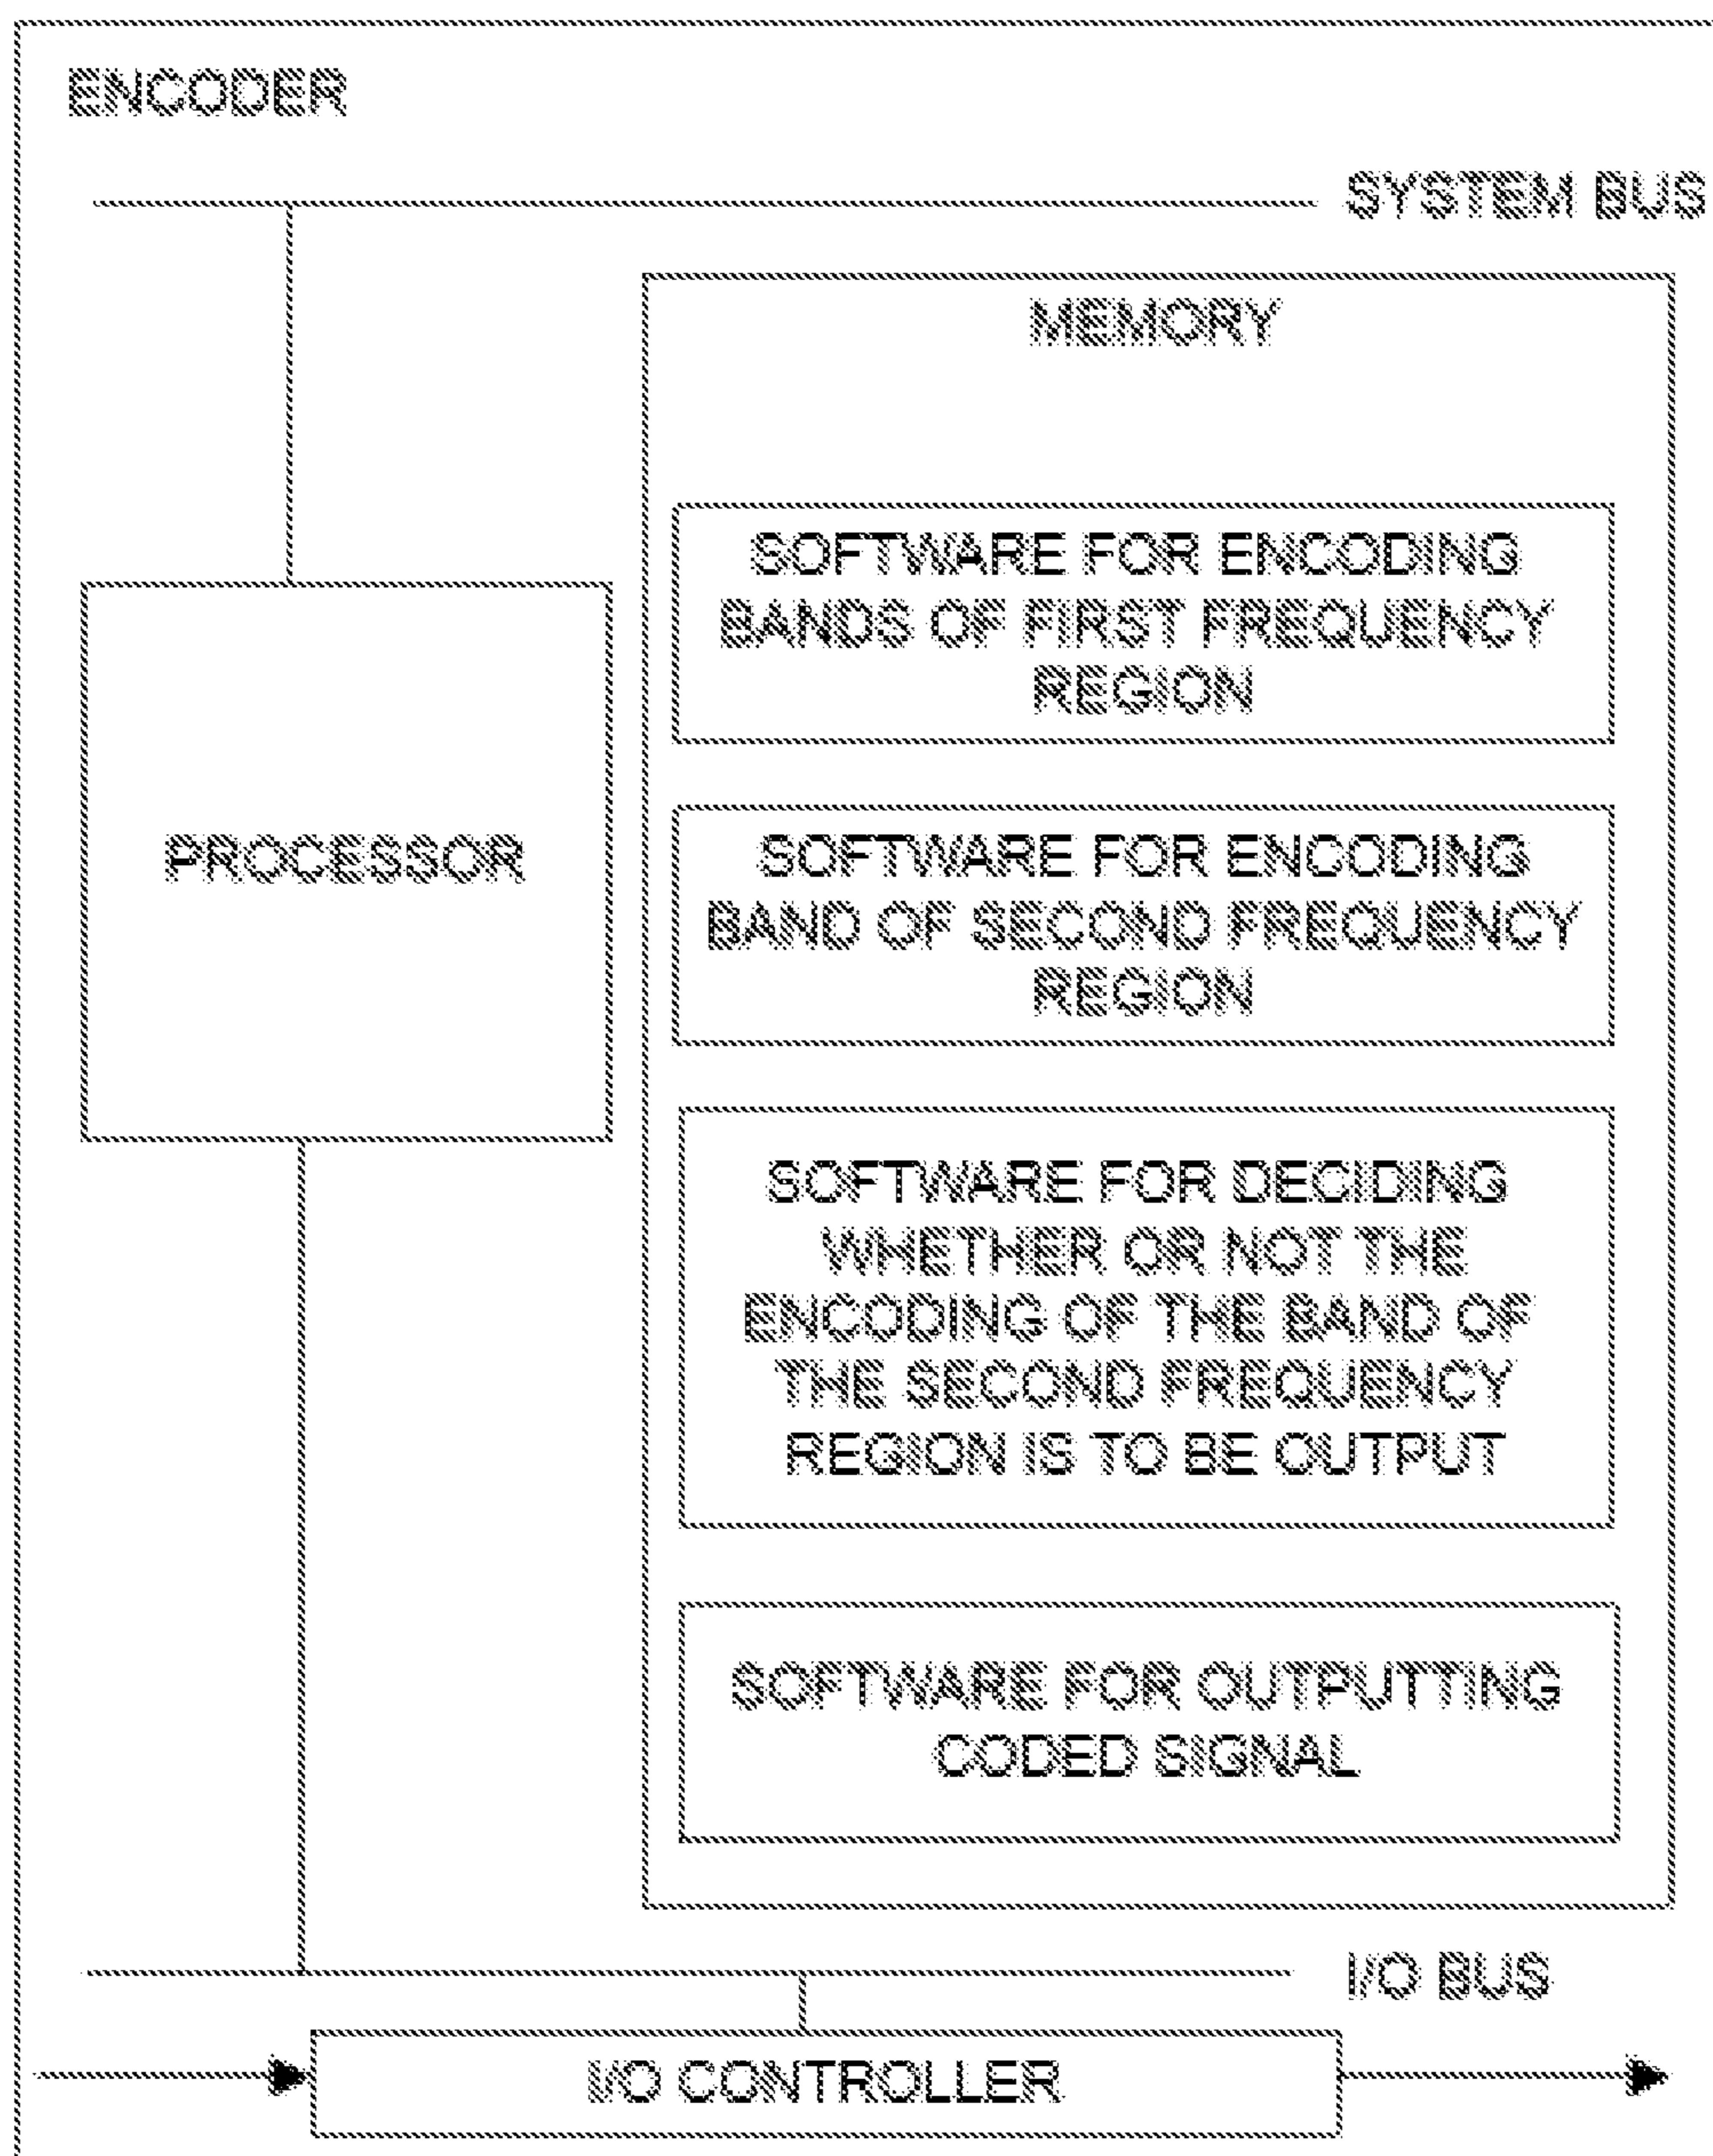 ENCODER
SYSTEM BUS
MEMORY
SOFTWARE FOR ENCODING
BANDS OF FIRST FREQUENCY
REGION
PROCESSOR
SOFTWARE FOR ENCODING
BAND OF SECOND FREQUENCY
REGION
SOFTWARE FOR DECIDING
WHETHER OR NOT THE
ENCODING OF THE BAND OF
THE SECOND FREQUENCY
REGION IS TO BE OUTPUT
SOFTWARE FOR OUTPUTTING
CODED SIGNAL
I/O BUS
I/O CONTROLLER